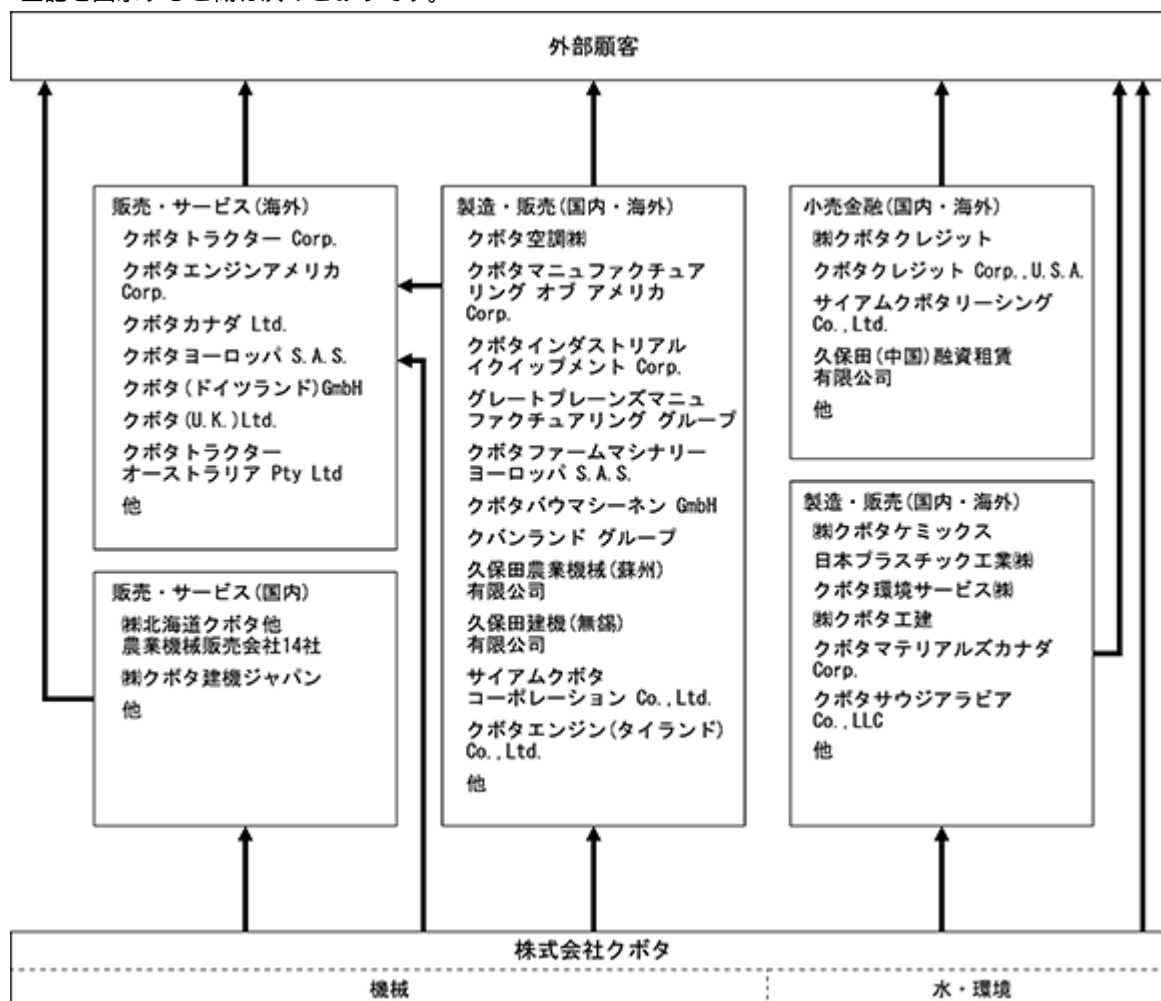 上記を図示すると概ね次のとおりです。
外部顧客
販売・サービス(海外)
クボタトラクター Corp.
クボタエンジンアメリカ
Corp.
クボタカナダ Ltd.
クボタヨーロッパ S.A.S.
クボタ(ドイツランド)GmbH
クボタ(U.K.)Ltd.
クボタトラクター
オーストラリア Pty Ltd
他
販売・サービス(国内)
㈱北海道クボタ他
農業機械販売会社14社
㈱クボタ建機ジャパン
他
製造・販売(国内・海外)
クボタ空調㈱
クボタマニュファクチュア
リング オブ アメリカ
Corp.
クボタインダストリアル
イクイップメント Corp.
グレートプレーンズマニュ
ファクチュアリング グループ
クボタファームマシナリー
ヨーロッパ S.A.S.
クボタバウマシーネン GmbH
クバンランド グループ
久保田農業機械(蘇州)
有限公司
久保田建機(無錫)
有限公司
サイアムクボタ
コーポレーション Co.,Ltd.
クボタエンジン(タイランド)
Co.,Ltd.
他
小売金融(国内・海外)
㈱クボタクレジット
クボタクレジット Corp.,U.S.A.
サイアムクボタリーシング
Co.,Ltd.
久保田(中国)融資租賃
有限公司
他
製造・販売(国内・海外)
㈱クボタケミックス
日本プラスチック工業㈱
クボタ環境サービス㈱
㈱クボタ工建
クボタマテリアルズカナダ
Corp.
クボタサウジアラビア
Co.,LLC
他
株式会社クボタ
機械
水・環境